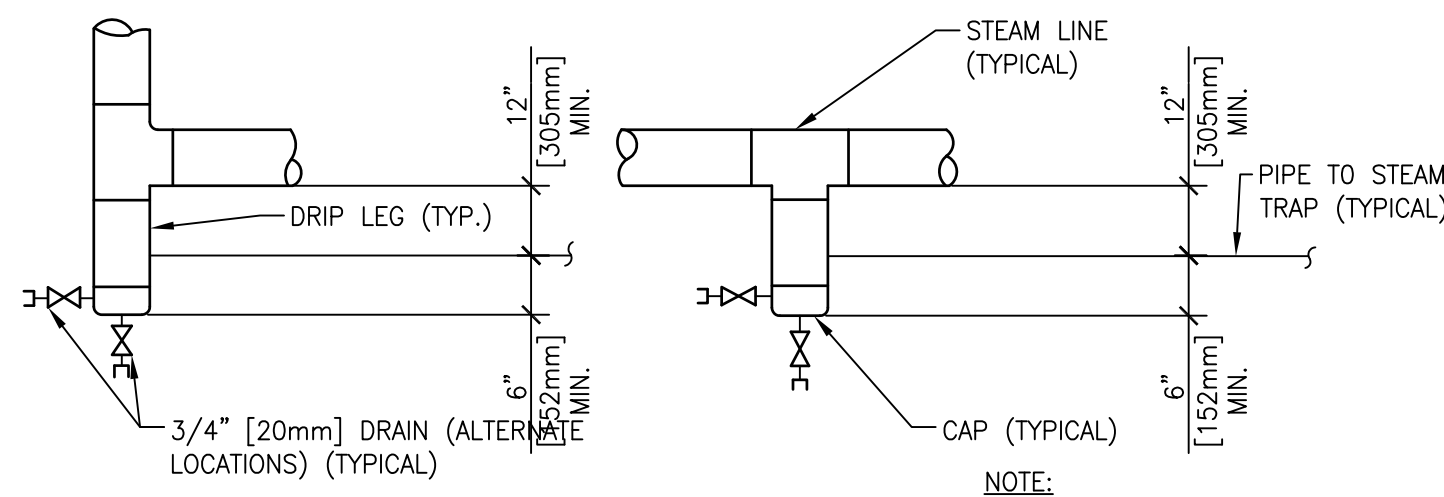 12"
[305mm]
MIN.
DRIP LEG (TYP.)
6"
[152mm]
MIN.
3/4" [20mm] DRAIN (ALTERNATE
LOCATIONS) (TYPICAL)
STEAM LINE
(TYPICAL)
12"
[305mm]
MIN.
PIPE TO STEAM
TRAP (TYPICAL)
6"
[152mm]
MIN.
CAP (TYPICAL)
NOTE: